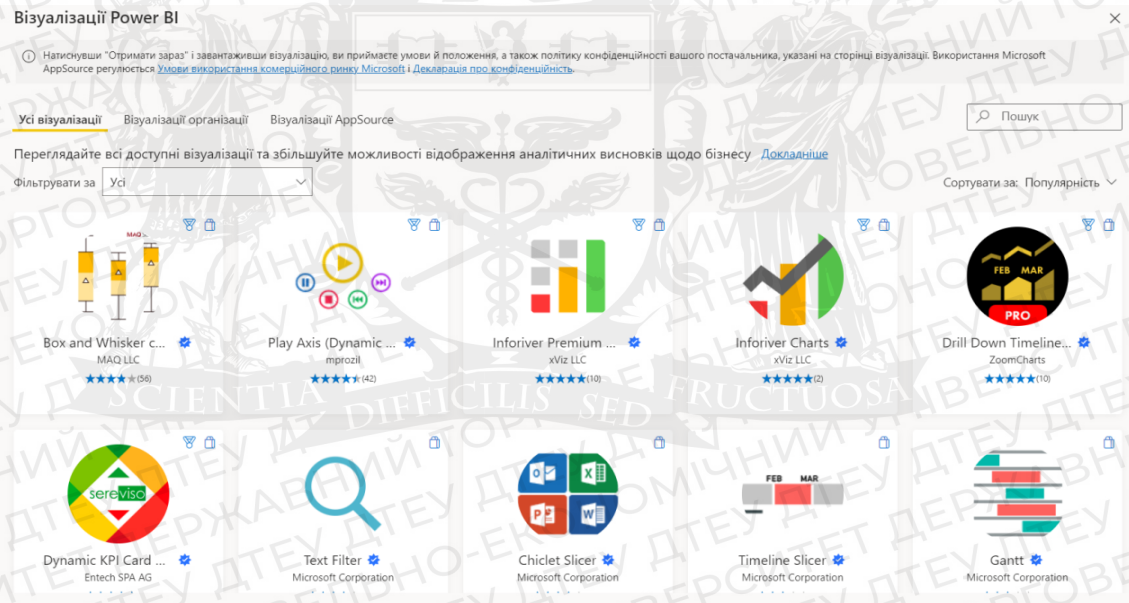 Візуалізації Power BI
Натиснувши "Отримати зараз" і завантаживши візуалізацію, ви приймаєте умови й положення, а також політику конфіденційності вашого постачальника, указані на сторінці візуалізації. Використання Microsoft
AppSource регулюється Умови використання комерційного ринку Microsoft і Декларація про конфіденційність.
Усі візуалізації Візуалізації організації Візуалізації AppSource
Пошук
Переглядайте всі доступні візуалізації та збільшуйте можливості відображення аналітичних висновків щодо бізнесу Докладніше
Фільтрувати за Усі
Сортувати за: Популярність
MAQ
FEB MAR
PRO
Box and Whisker c... Play Axis (Dynamic ... Inforiver Premium ... Inforiver Charts Drill Down Timeline...
MAQ LLC mprozil xViz LLC xViz LLC ZoomCharts
(56) (42) (10) (2) (10)
SCIENTIA DIFFICILIS SED FRUCTUOSA
sereviso
FEB MAR
Dynamic KPI Card ... Text Filter Chiclet Slicer Timeline Slicer Gantt
Entech SPA AG Microsoft Corporation Microsoft Corporation Microsoft Corporation Microsoft Corporation